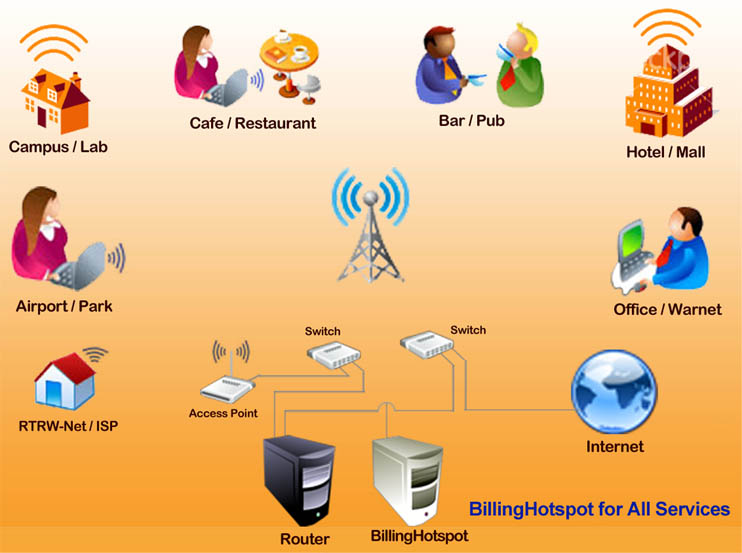 Campus / Lab
Cafe / Restaurant
Bar / Pub
Hotel / Mall
Airport / Park
Office / Warnet
Switch
Switch
RTRW-Net / ISP
Access Point
Internet
Router
BillingHotspot
BillingHotspot for All Services